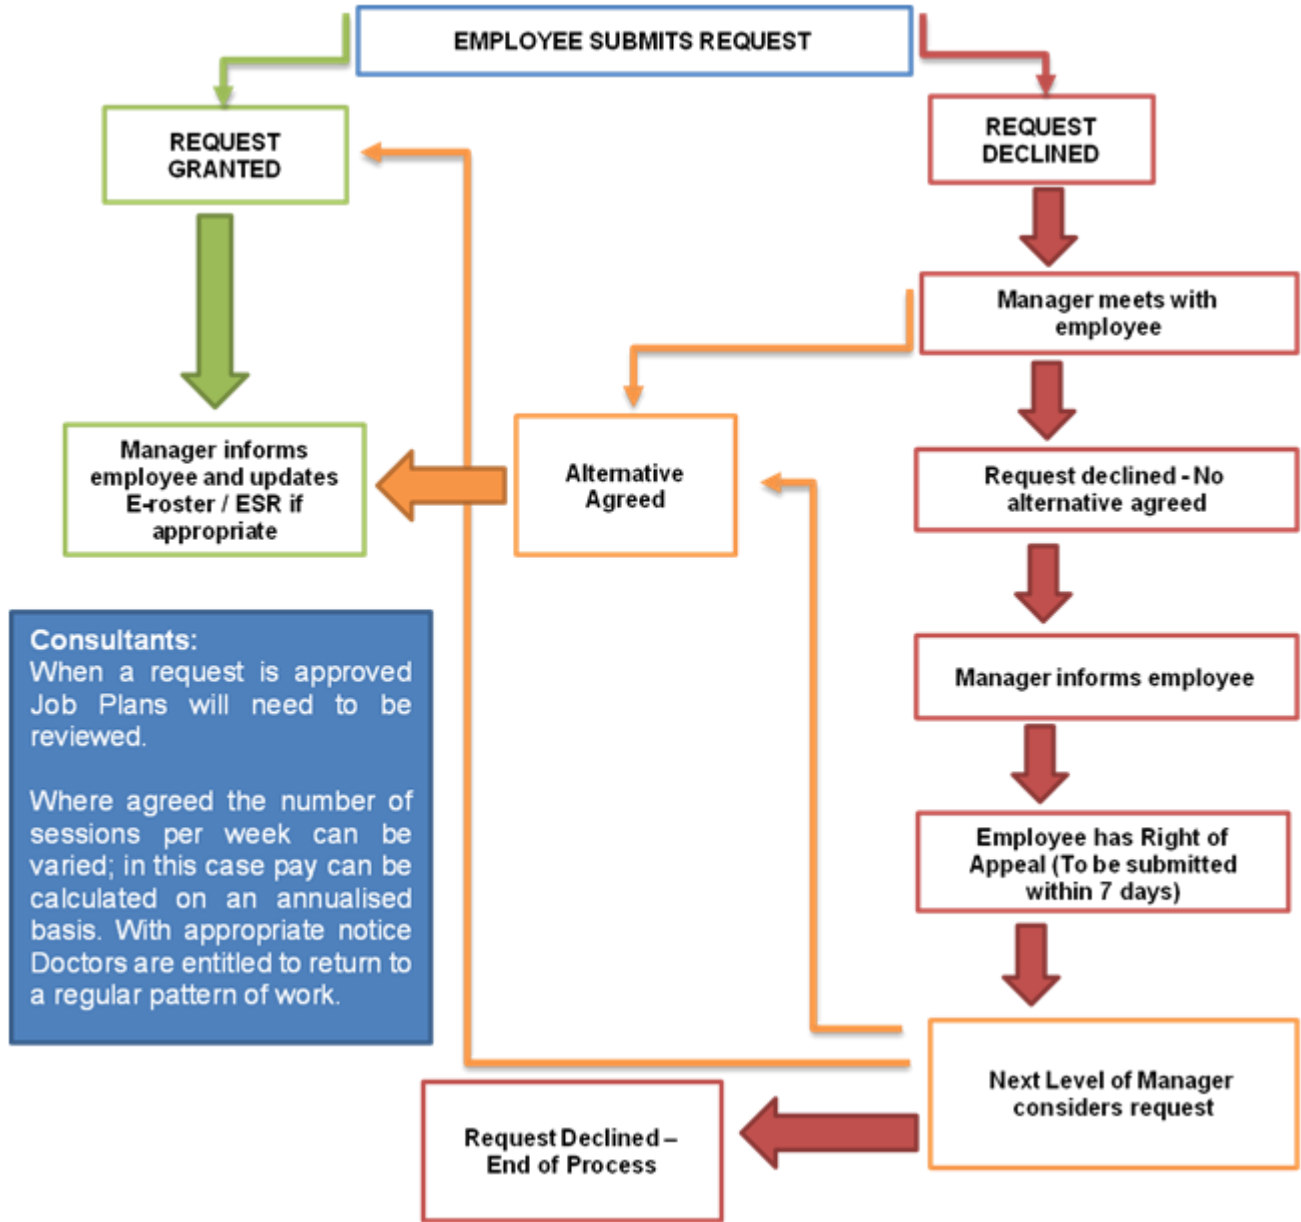 EMPLOYEE SUBMITS REQUEST
REQUEST
GRANTED
REQUEST
DECLINED
Manager meets with
employee
Manager informs
employee and updates
E-roster / ESR if
appropriate
Alternative
Agreed
Request declined - No
alternative agreed
Consultants:
When a request is approved
Job Plans will need to be
reviewed.
Where agreed the number of
sessions per week can be
varied; in this case pay can be
calculated on an annualised
basis. With appropriate notice
Doctors are entitled to return to
a regular pattern of work.
Manager informs employee
Employee has Right of
Appeal (To be submitted
within 7 days)
Next Level of Manager
considers request
Request Declined –
End of Process